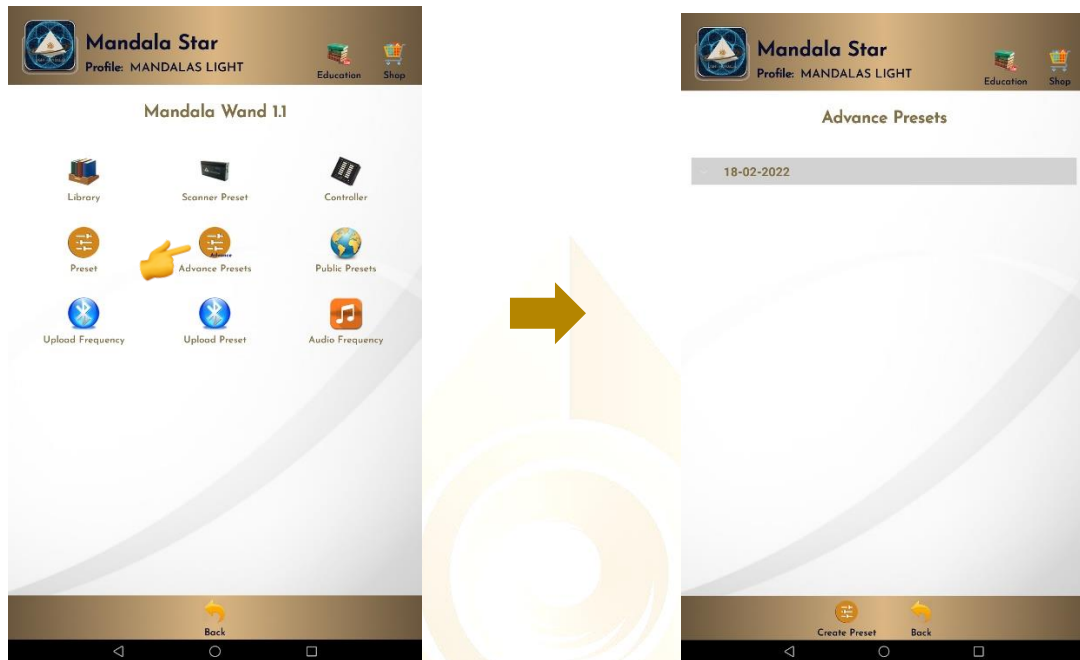 Mandala Star
Profile: MANDALAS LIGHT
Education
Shop
Mandala Wand 1.1
Library
Scanner Preset
Controller
Preset
Advance
Advance Presets
Public Presets
Upload Frequency
Upload Preset
Audio Frequency
Back
Mandala Star
Profile: MANDALAS LIGHT
Education
Shop
Advance Presets
18-02-2022
Create Preset
Back